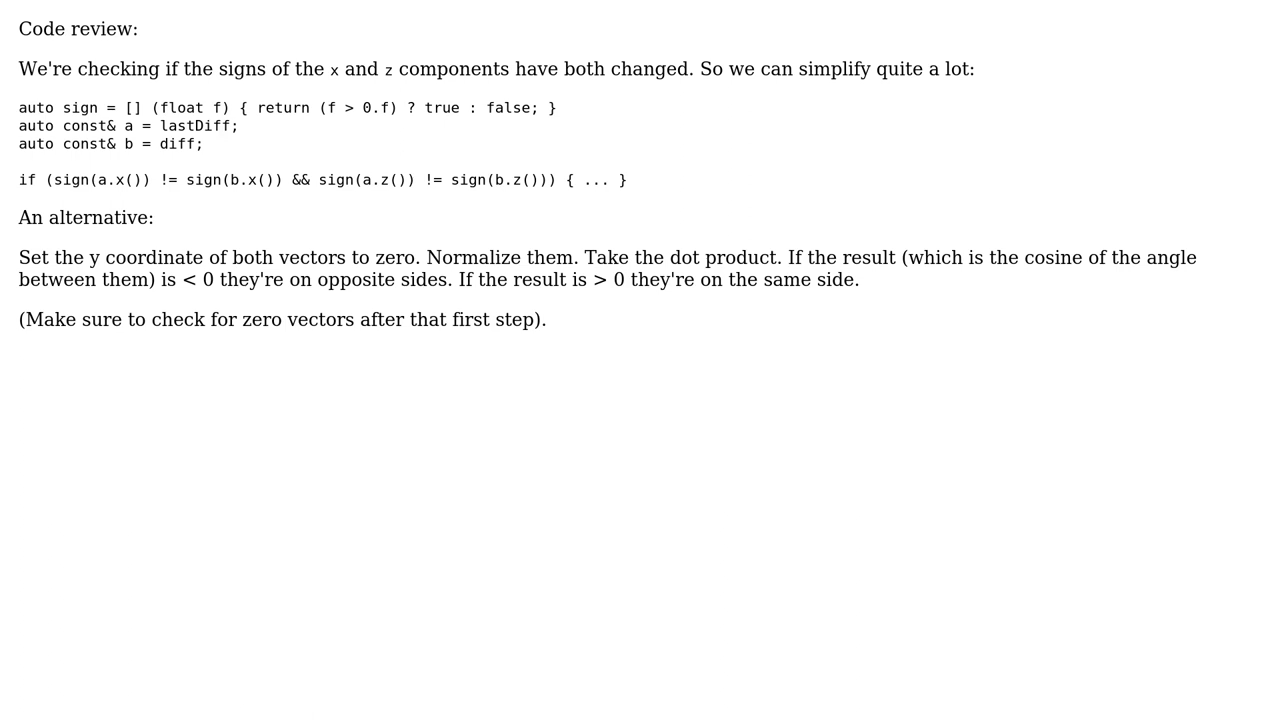 Code review:
We're checking if the signs of the x and z components have both changed. So we can simplify quite a lot:
auto sign = [] (float f) { return (f > 0.f) ? true : false; }
auto const& a = lastDiff;
auto const& b = diff;
if (sign(a.x()) != sign(b.x()) && sign(a.z()) != sign(b.z())) { ... }
An alternative:
Set the y coordinate of both vectors to zero. Normalize them. Take the dot product. If the result (which is the cosine of the angle
between them) is < 0 they're on opposite sides. If the result is > 0 they're on the same side.
(Make sure to check for zero vectors after that first step).